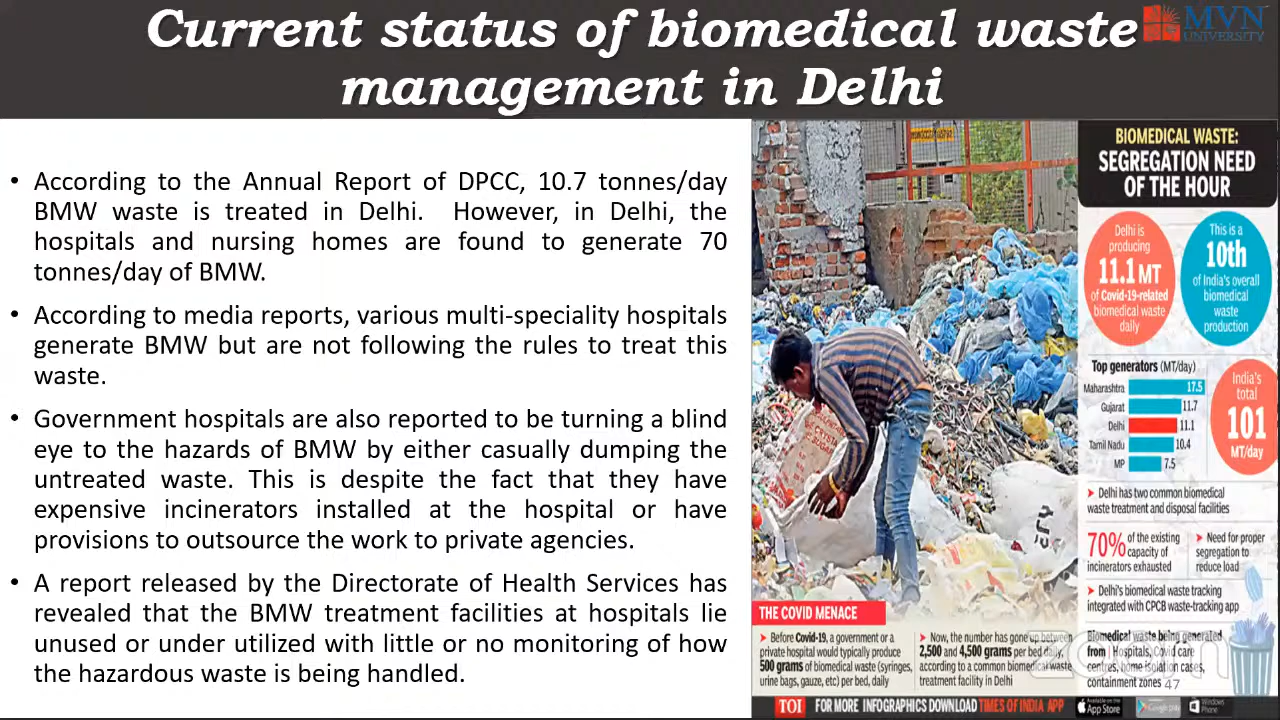 Current status of biomedical waste
management in Delhi
MVN
UNIVERSITY
• According to the Annual Report of DPCC, 10.7 tonnes/day
BMW waste is treated in Delhi. However, in Delhi, the
hospitals and nursing homes are found to generate 70
tonnes/day of BMW.
• According to media reports, various multi-speciality hospitals
generate BMW but are not following the rules to treat this
waste.
• Government hospitals are also reported to be turning a blind
eye to the hazards of BMW by either casually dumping the
untreated waste. This is despite the fact that they have
expensive incinerators installed at the hospital or have
provisions to outsource the work to private agencies.
• A report released by the Directorate of Health Services has
revealed that the BMW treatment facilities at hospitals lie
unused or under utilized with little or no monitoring of how
the hazardous waste is being handled.
BIOMEDICAL WASTE:
SEGREGATION NEED
OF THE HOUR
Delhi is
producing
11.1 MT
of Covid-19-related
biomedical waste
daily
This is a
10th
of India's overall
biomedical
waste
production
Top generators (MT/day)
Maharashtra 17.5
Gujarat 11.7
Delhi 11.1
Tamil Nadu 10.4
MP 7.5
India's
total
101
MT/day
➤ Delhi has two common biomedical
waste treatment and disposal facilities
70% of the existing
capacity of
incinerators exhausted
➤ Need for proper
segregation to
reduce load
➤ Delhi's biomedical waste tracking
integrated with CPCB waste-tracking app
Biomedical waste being generated
from | Hospitals, Covid care
centres, home isolation cases,
containment zones
47
THE COVID MENACE
➤ Before Covid-19, a government or a
private hospital would typically produce
500 grams of biomedical waste (syringes,
urine bags, gauze, etc) per bed, daily
➤ Now, the number has gone up between
2,500 and 4,500 grams per bed daily,
according to a common biomedical waste
treatment facility in Delhi
zoom
TOI FOR MORE INFOGRAPHICS DOWNLOAD TIMES OF INDIA APP
Available on the
App Store
Google play
Windows
Phone